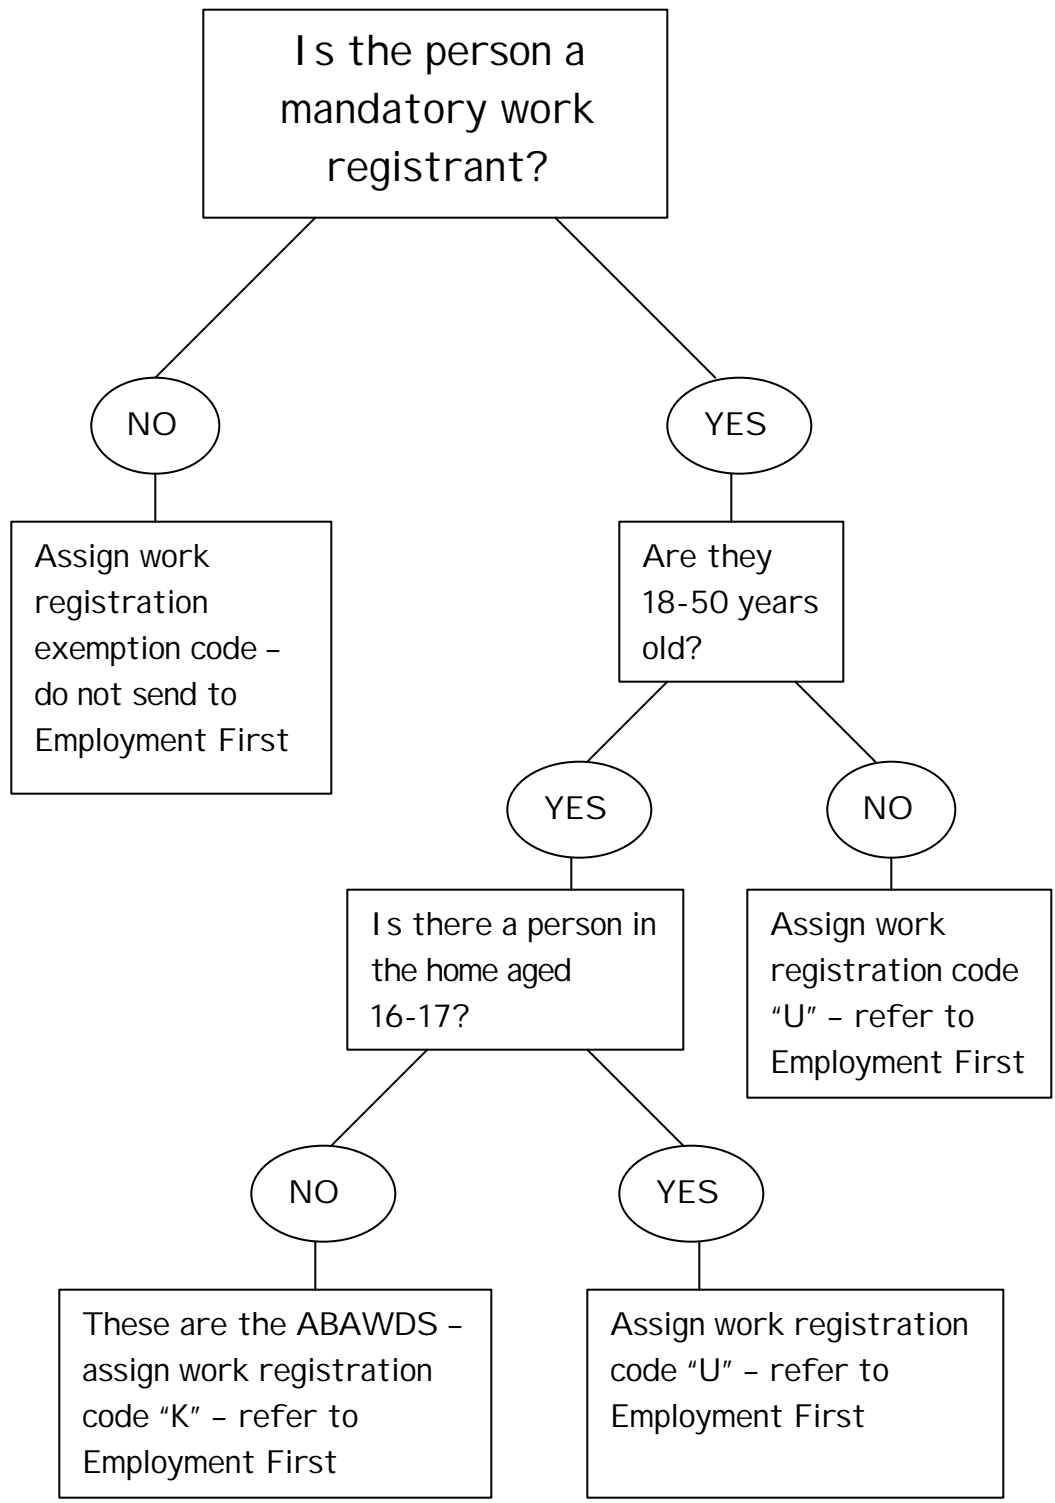 Is the person a
mandatory work
registrant?
NO
YES
Assign work
registration
exemption code –
do not send to
Employment First
Are they
18-50 years
old?
YES
NO
Is there a person in
the home aged
16-17?
Assign work
registration code
“U” – refer to
Employment First
NO
YES
These are the ABAWDS –
assign work registration
code “K” – refer to
Employment First
Assign work registration
code “U” – refer to
Employment First